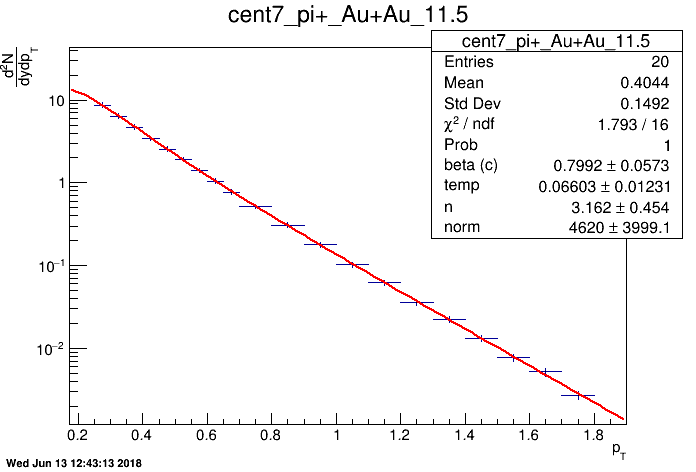 cent7_pi+_Au+Au_11.5
d²N
dydp_T
cent7_pi+_Au+Au_11.5
Entries 20
Mean 0.4044
Std Dev 0.1492
χ² / ndf 1.793 / 16
Prob 1
beta (c) 0.7992 ± 0.0573
temp 0.06603 ± 0.01231
n 3.162 ± 0.454
norm 4620 ± 3999.1
10
1
10⁻¹
10⁻²
0.2 0.4 0.6 0.8 1 1.2 1.4 1.6 1.8
p_T
Wed Jun 13 12:43:13 2018